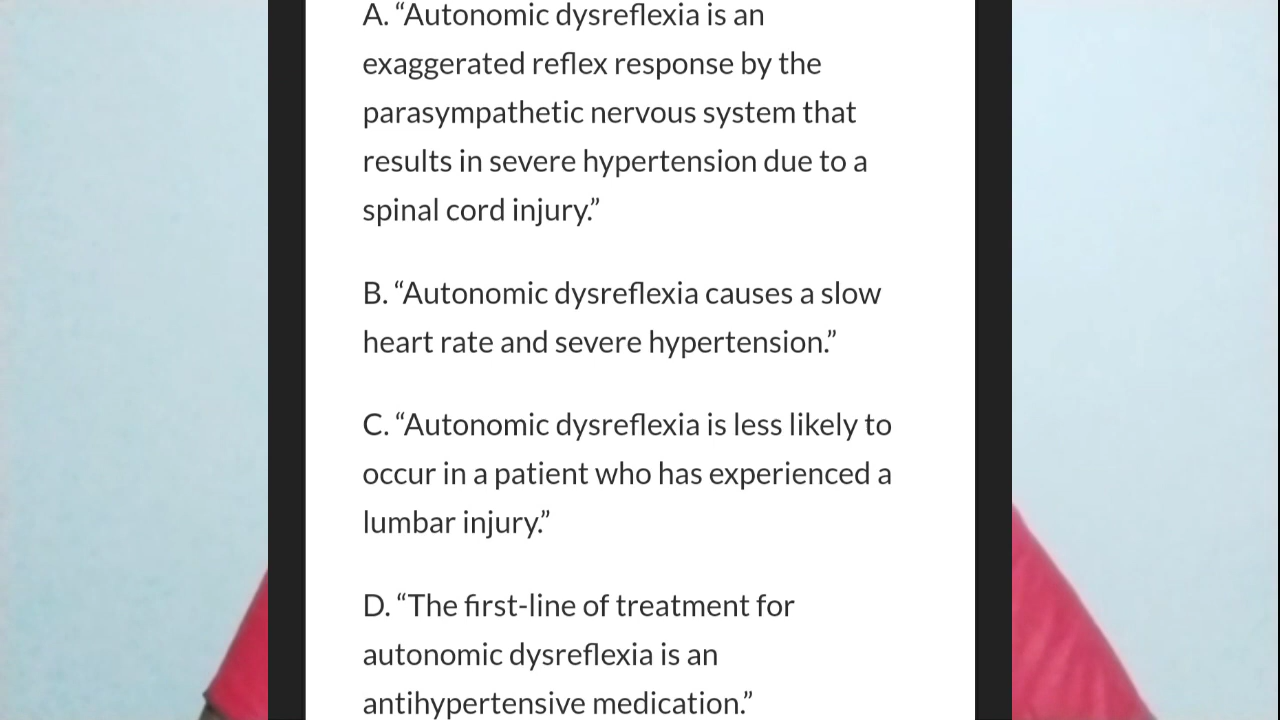 A. “Autonomic dysreflexia is an
exaggerated reflex response by the
parasympathetic nervous system that
results in severe hypertension due to a
spinal cord injury.”
B. “Autonomic dysreflexia causes a slow
heart rate and severe hypertension.”
C. “Autonomic dysreflexia is less likely to
occur in a patient who has experienced a
lumbar injury.”
D. “The first-line of treatment for
autonomic dysreflexia is an
antihypertensive medication.”